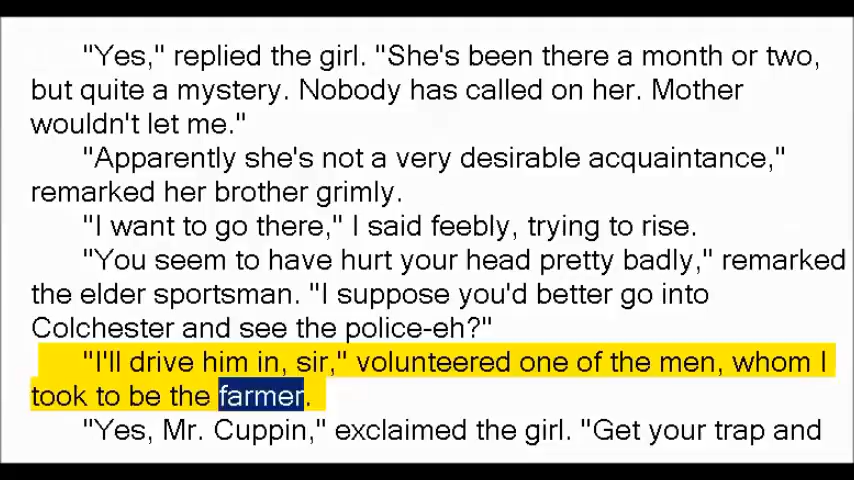 "Yes," replied the girl. "She's been there a month or two,
but quite a mystery. Nobody has called on her. Mother
wouldn't let me."
"Apparently she's not a very desirable acquaintance,"
remarked her brother grimly.
"I want to go there," I said feebly, trying to rise.
"You seem to have hurt your head pretty badly," remarked
the elder sportsman. "I suppose you'd better go into
Colchester and see the police-eh?"
"I'll drive him in, sir," volunteered one of the men, whom I
took to be the farmer.
"Yes, Mr. Cuppin," exclaimed the girl. "Get your trap and